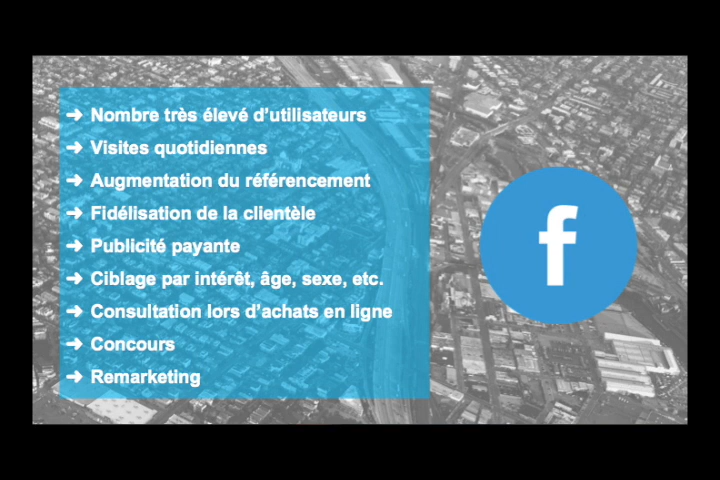 ➜ Nombre très élevé d'utilisateurs
➜ Visites quotidiennes
➜ Augmentation du référencement
➜ Fidélisation de la clientèle
➜ Publicité payante
➜ Ciblage par intérêt, âge, sexe, etc.
➜ Consultation lors d'achats en ligne
➜ Concours
➜ Remarketing
f